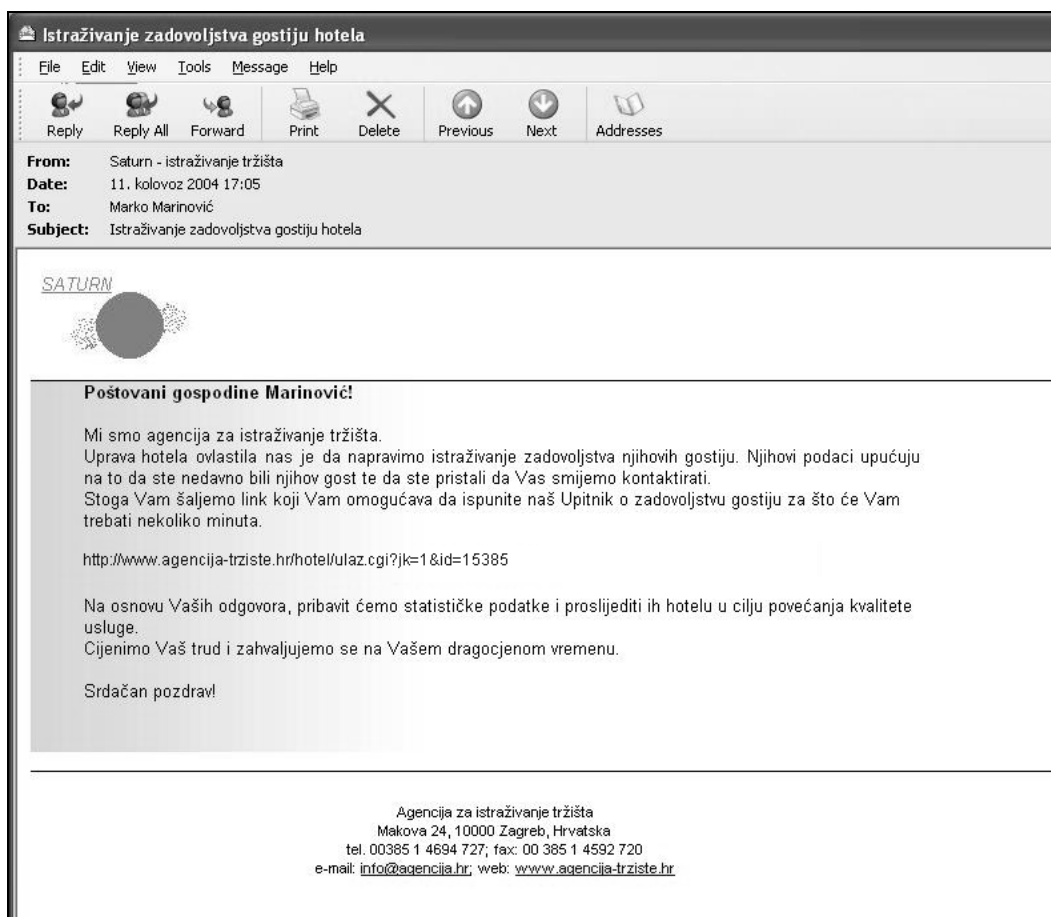 Istraživanje zadovoljstva gostiju hotela
File Edit View Tools Message Help
Reply Reply All Forward Print Delete Previous Next Addresses
From: Saturn - istraživanje tržišta
Date: 11. kolovoz 2004 17:05
To: Marko Marinović
Subject: Istraživanje zadovoljstva gostiju hotela
SATURN
Poštovani gospodine Marinović!
Mi smo agencija za istraživanje tržišta.
Uprava hotela ovlastila nas je da napravimo istraživanje zadovoljstva njihovih gostiju. Njihovi podaci upućuju
na to da ste nedavno bili njihov gost te da ste pristali da Vas smijemo kontaktirati.
Stoga Vam šaljemo link koji Vam omogućava da ispunite naš Upitnik o zadovoljstvu gostiju za što će Vam
trebati nekoliko minuta.
http://www.agencija-trziste.hr/hotel/ulaz.cgi?jk=1&id=15385
Na osnovu Vaših odgovora, pribavit ćemo statističke podatke i proslijediti ih hotelu u cilju povećanja kvalitete
usluge.
Cijenimo Vaš trud i zahvaljujemo se na Vašem dragocjenom vremenu.
Srdačan pozdrav!
Agencija za istraživanje tržišta
Makova 24, 10000 Zagreb, Hrvatska
tel. 00385 1 4694 727; fax: 00 385 1 4592 720
e-mail: info@agencija.hr; web: www.agencija-trziste.hr